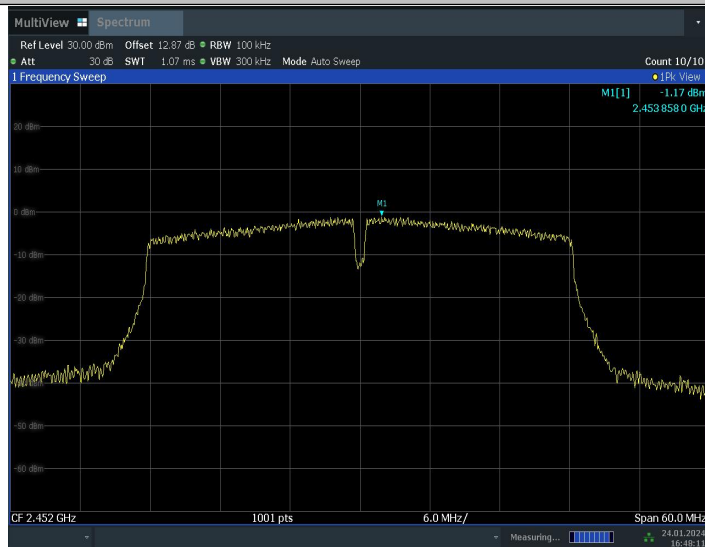 MultiView Spectrum
Ref Level 30.00 dBm Offset 12.87 dB RBW 100 kHz
Att 30 dB SWT 1.07 ms VBW 300 kHz Mode Auto Sweep Count 10/10
1 Frequency Sweep 1Pk View
M1[1] -1.17 dBm
2.453 858 0 GHz
20 dBm
10 dBm
M1
0 dBm
-10 dBm
-20 dBm
-30 dBm
-50 dBm
-60 dBm
CF 2.452 GHz 1001 pts 6.0 MHz/ Span 60.0 MHz
Measuring... 24.01.2024
16:48:11